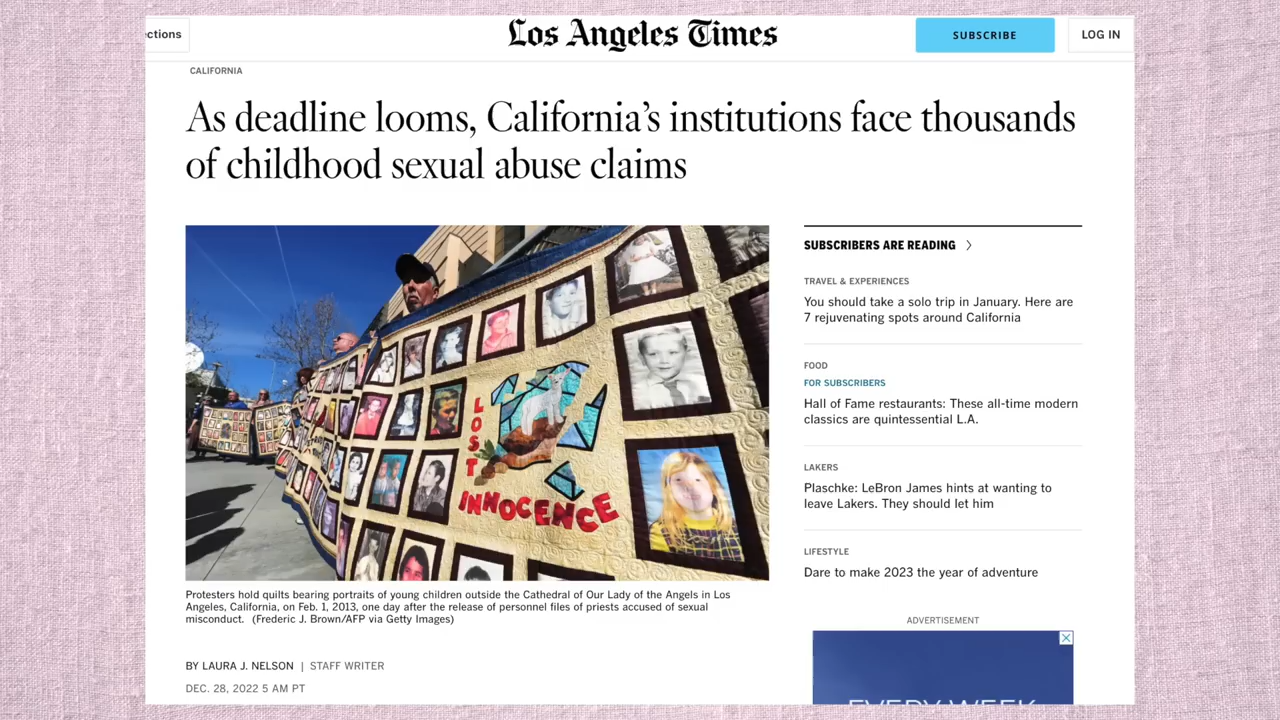 ections
Los Angeles Times
SUBSCRIBE
LOG IN
CALIFORNIA
As deadline looms, California’s institutions face thousands
of childhood sexual abuse claims
LOST
INNOCENCE
Protesters hold quilts bearing portraits of young children outside the Cathedral of Our Lady of the Angels in Los
Angeles, California, on Feb. 1, 2013, one day after the release of personnel files of priests accused of sexual
misconduct. (Frederic J. Brown/AFP via Getty Images)
BY LAURA J. NELSON | STAFF WRITER
DEC. 28, 2022 5 AM PT
SUBSCRIBERS ARE READING
TRAVEL & EXPERIENCES
You should take a solo trip in January. Here are
7 rejuvenating spots around California
FOOD
FOR SUBSCRIBERS
Hall of Fame restaurants: These all-time modern
classics are quintessential L.A.
LAKERS
Plaschke: LeBron James hints at wanting to
leave Lakers. They should let him
LIFESTYLE
Dare to make 2023 the year of adventure
ADVERTISEMENT
EVERY WEEK